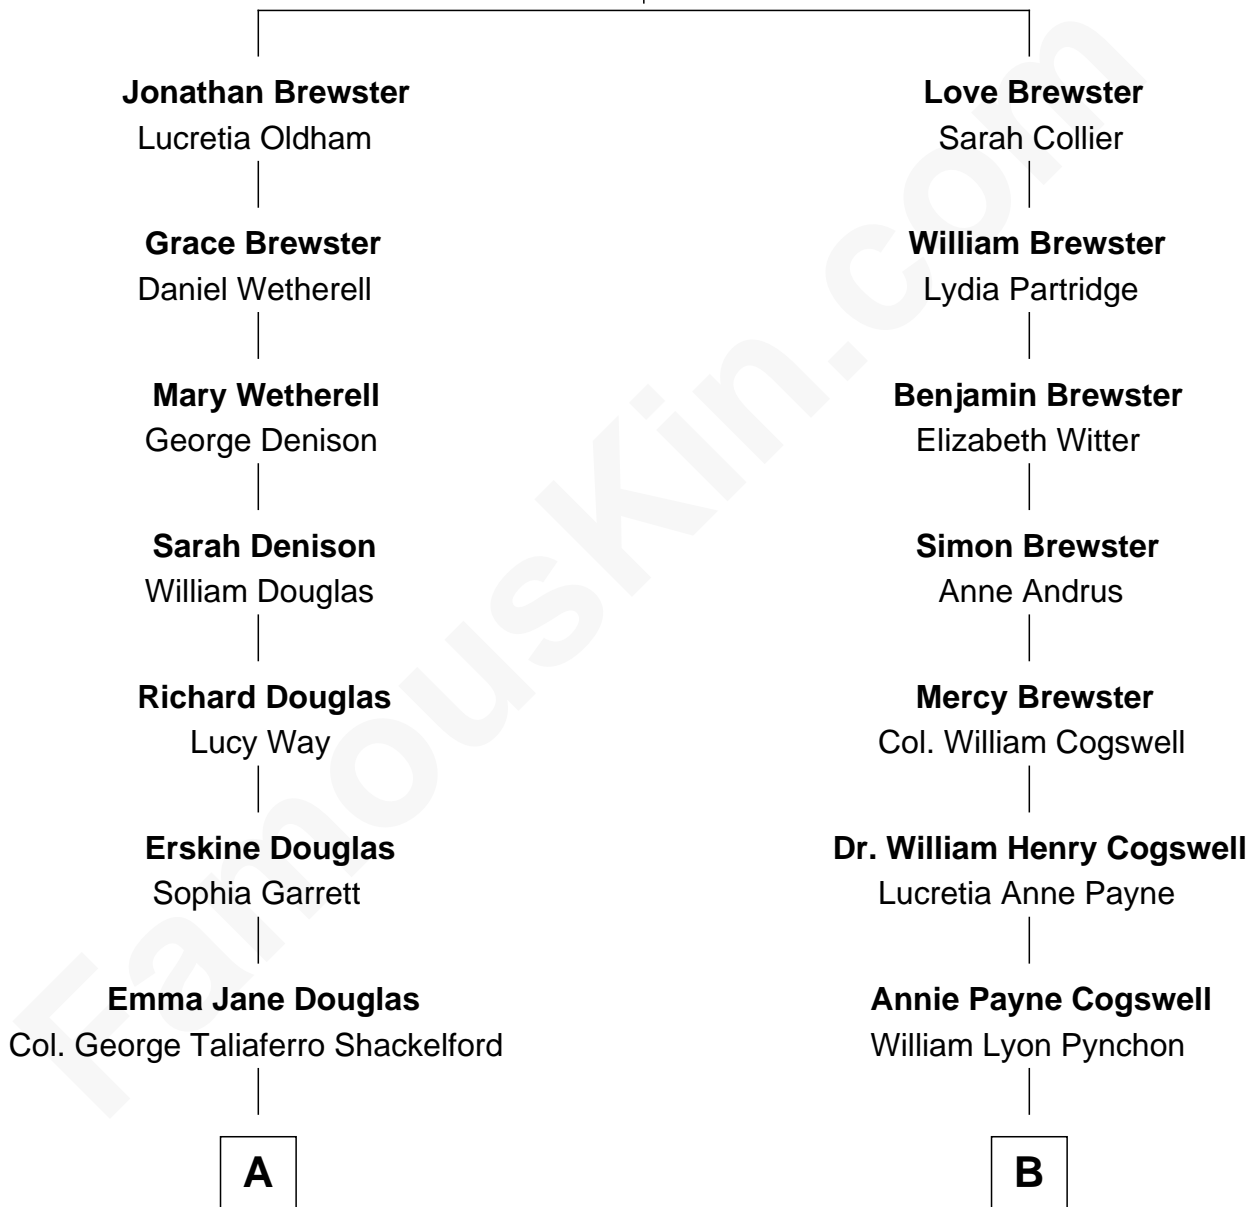 Jonathan Brewster
Lucretia Oldham
Grace Brewster
Daniel Wetherell
Mary Wetherell
George Denison
Sarah Denison
William Douglas
Richard Douglas
Lucy Way
Erskine Douglas
Sophia Garrett
Emma Jane Douglas
Col. George Taliaferro Shackelford
A
Love Brewster
Sarah Collier
William Brewster
Lydia Partridge
Benjamin Brewster
Elizabeth Witter
Simon Brewster
Anne Andrus
Mercy Brewster
Col. William Cogswell
Dr. William Henry Cogswell
Lucretia Anne Payne
Annie Payne Cogswell
William Lyon Pynchon
B
FamousKin.com